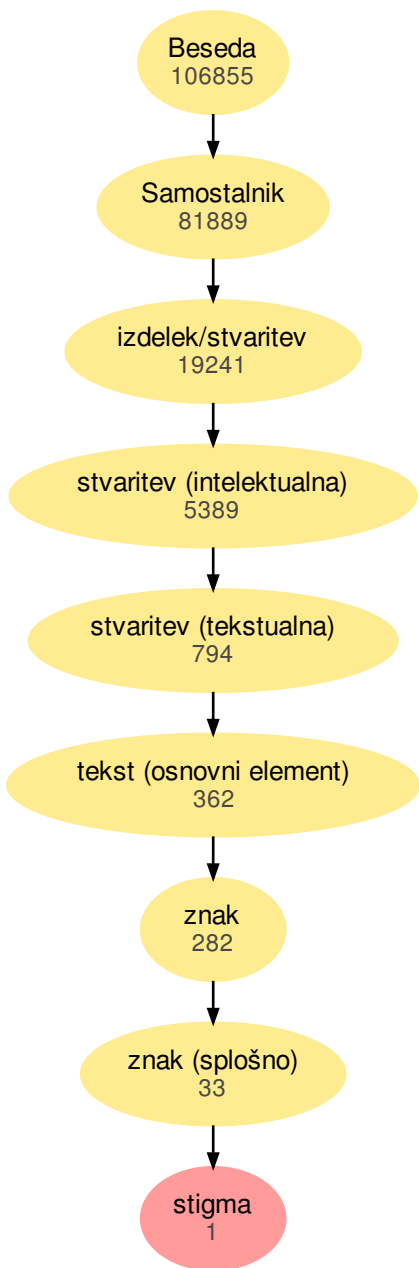 Beseda
106855
Samostalnik
81889
izdelek/stvaritev
19241
stvaritev (intelektualna)
5389
stvaritev (tekstualna)
794
tekst (osnovni element)
362
znak
282
znak (splošno)
33
stigma
1